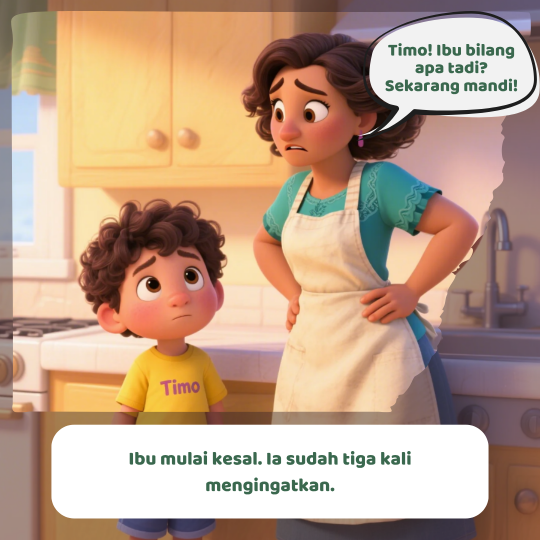 Timo! Ibu bilang
apa tadi?
Sekarang mandi!
Timo
Ibu mulai kesal. Ia sudah tiga kali
mengingatkan.